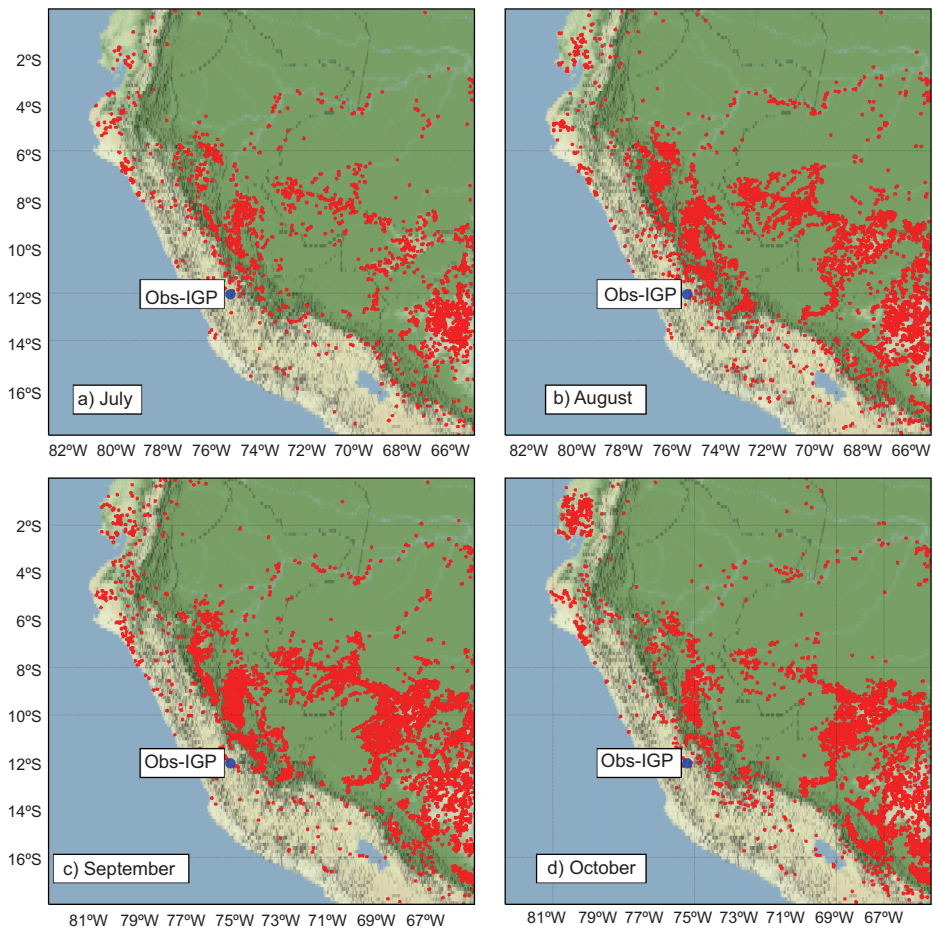 2ºS
4ºS
6ºS
8ºS
10ºS
12ºS
14ºS
16ºS
Obs-IGP
a) July
82ºW 80ºW 78ºW 76ºW 74ºW 72ºW 70ºW 68ºW 66ºW
Obs-IGP
b) August
82ºW 80ºW 78ºW 76ºW 74ºW 72ºW 70ºW 68ºW 66ºW
2ºS
4ºS
6ºS
8ºS
10ºS
12ºS
14ºS
16ºS
Obs-IGP
c) September
81ºW 79ºW 77ºW 75ºW 73ºW 71ºW 69ºW 67ºW
Obs-IGP
d) October
81ºW 79ºW 77ºW 75ºW 73ºW 71ºW 69ºW 67ºW